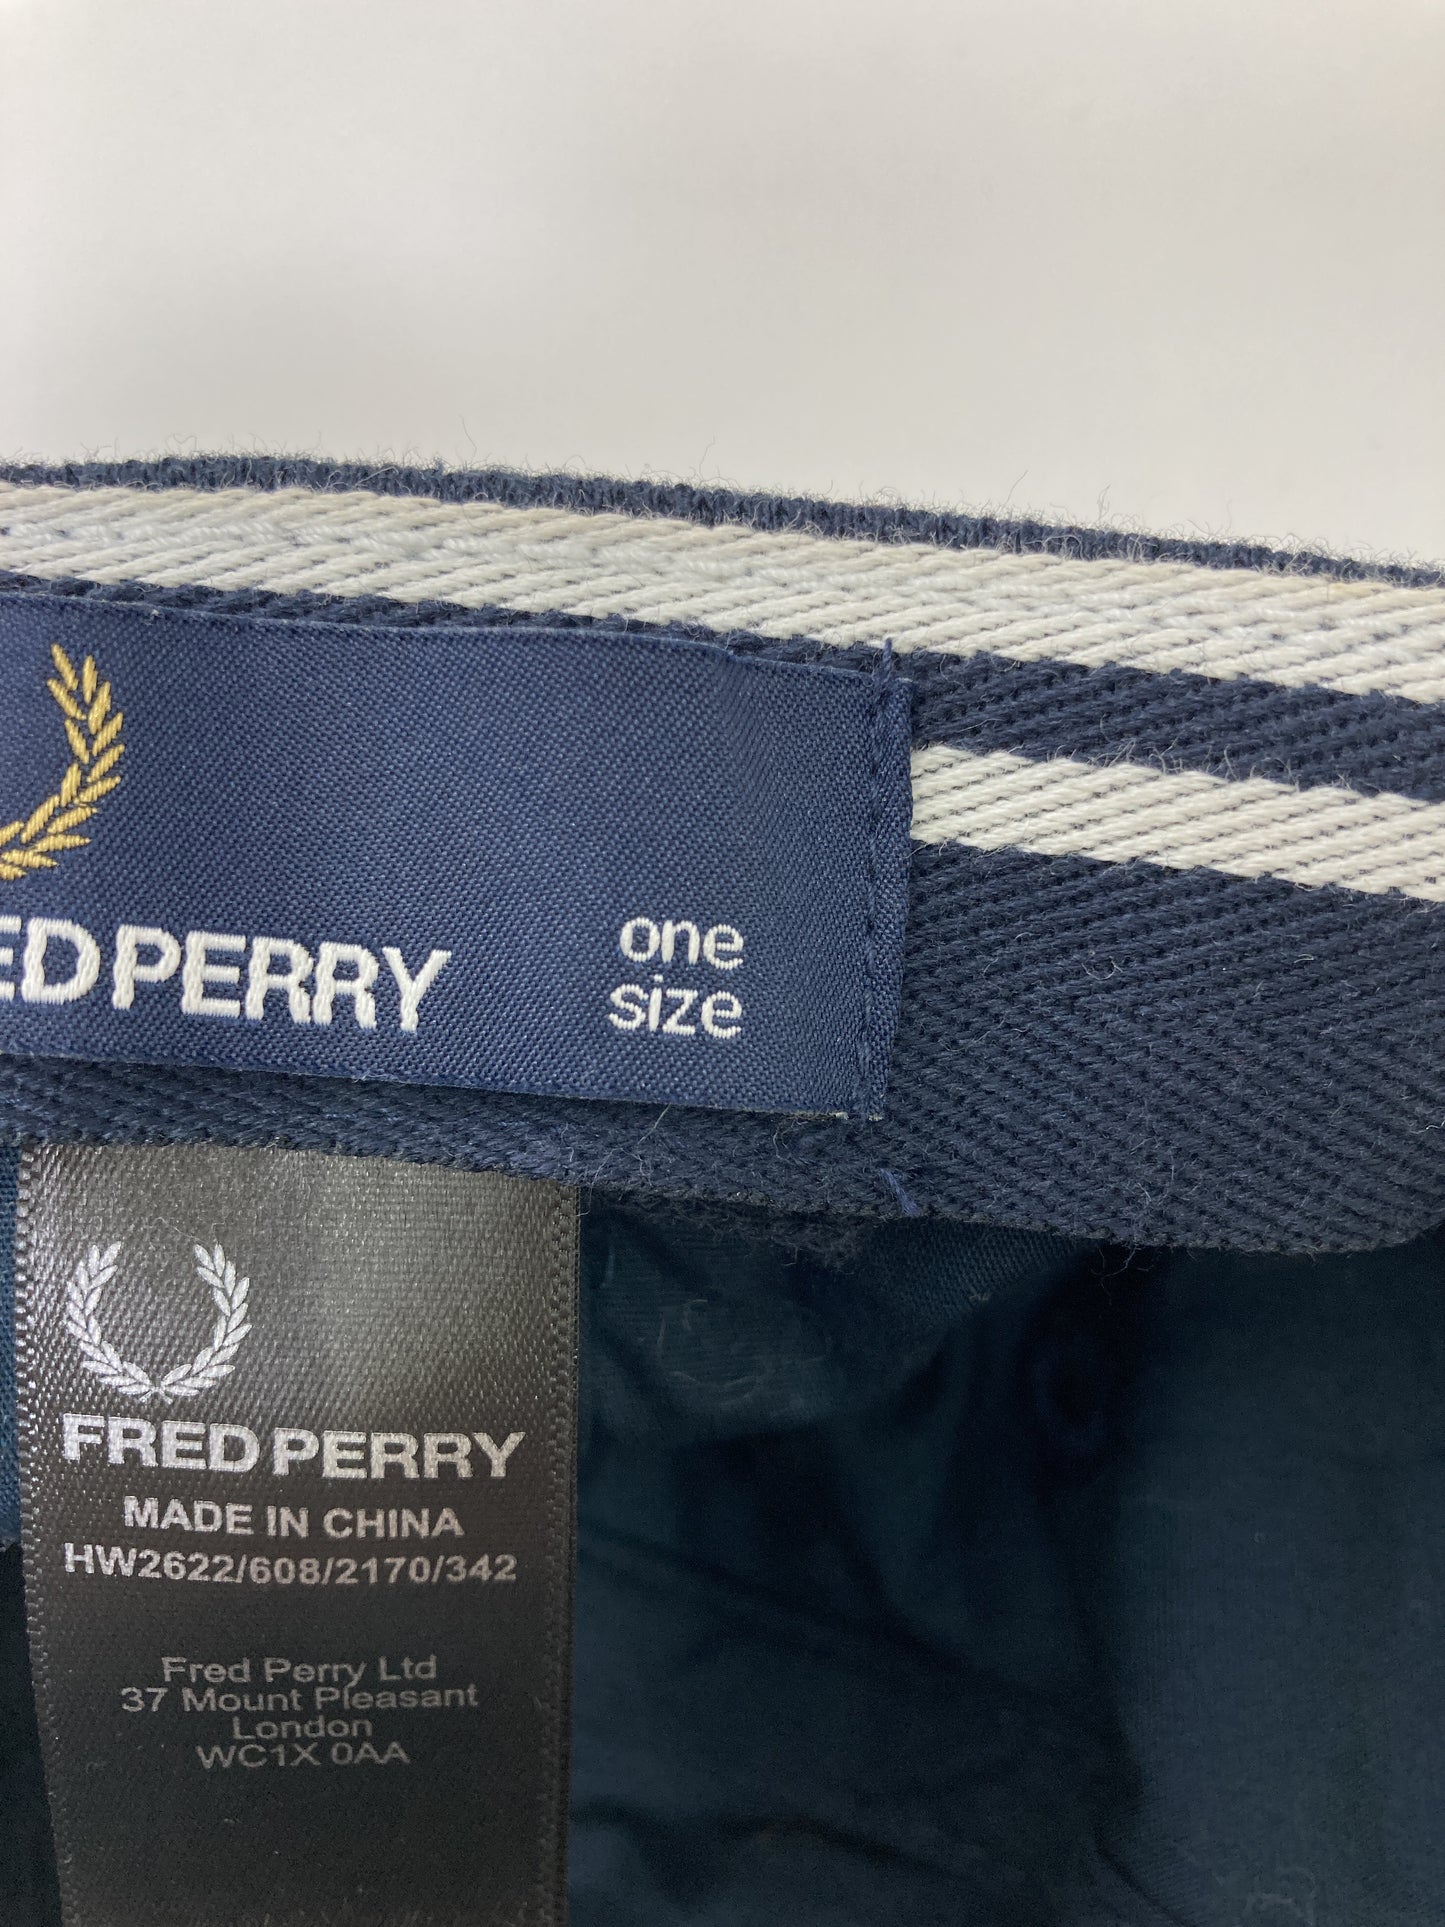 ED PERRY
one
size
FRED PERRY
MADE IN CHINA
HW2622/608/2170/342
Fred Perry Ltd
37 Mount Pleasant
London
WC1X 0AA